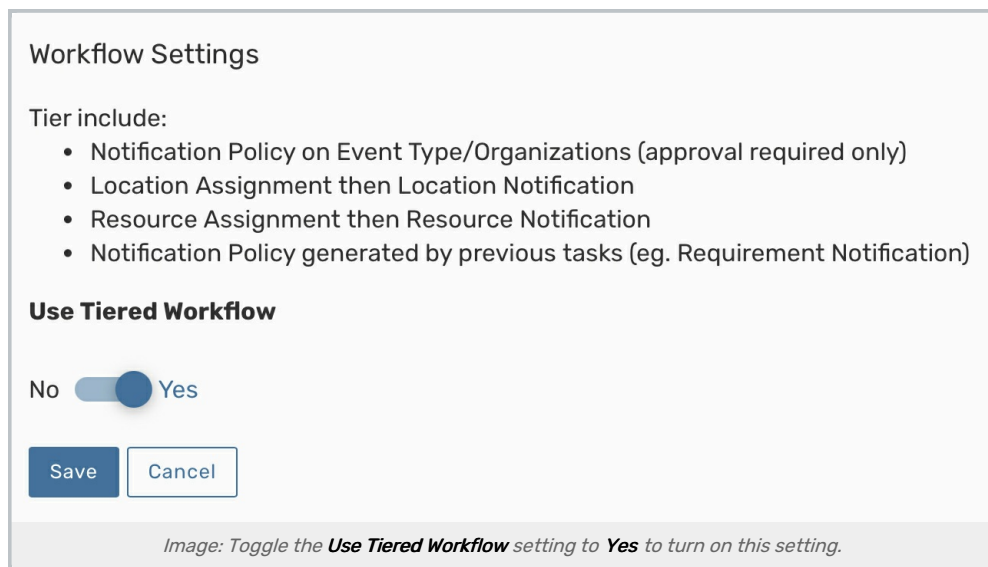 Workflow Settings
Tier include:
• Notification Policy on Event Type/Organizations (approval required only)
• Location Assignment then Location Notification
• Resource Assignment then Resource Notification
• Notification Policy generated by previous tasks (eg. Requirement Notification)
Use Tiered Workflow
No Yes
Save Cancel
Image: Toggle the Use Tiered Workflow setting to Yes to turn on this setting.